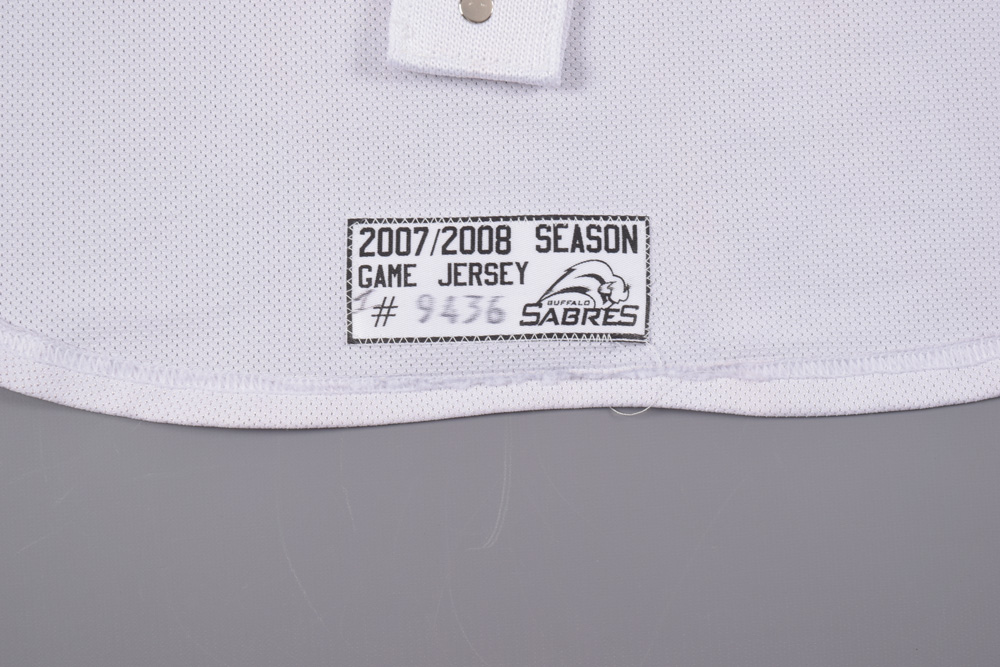 2007/2008 SEASON
GAME JERSEY
# 9436
BUFFALO
SABRES